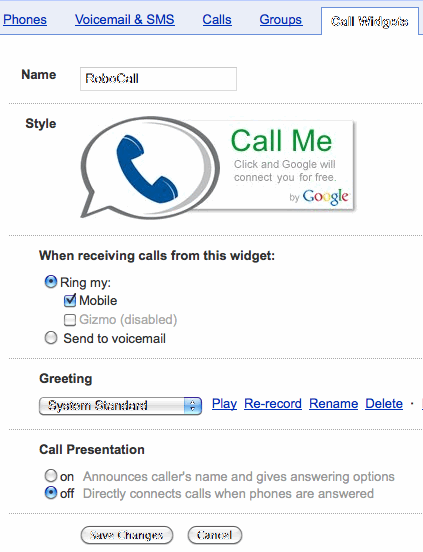 Phones Voicemail & SMS Calls Groups Call Widgets
Name RoboCall
Style
Call Me
Click and Google will
connect you for free.
by Google
When receiving calls from this widget:
Ring my:
Mobile
Gizmo (disabled)
Send to voicemail
Greeting
System Standard Play Re-record Rename Delete ·
Call Presentation
on Announces caller's name and gives answering options
off Directly connects calls when phones are answered
Save Changes Cancel